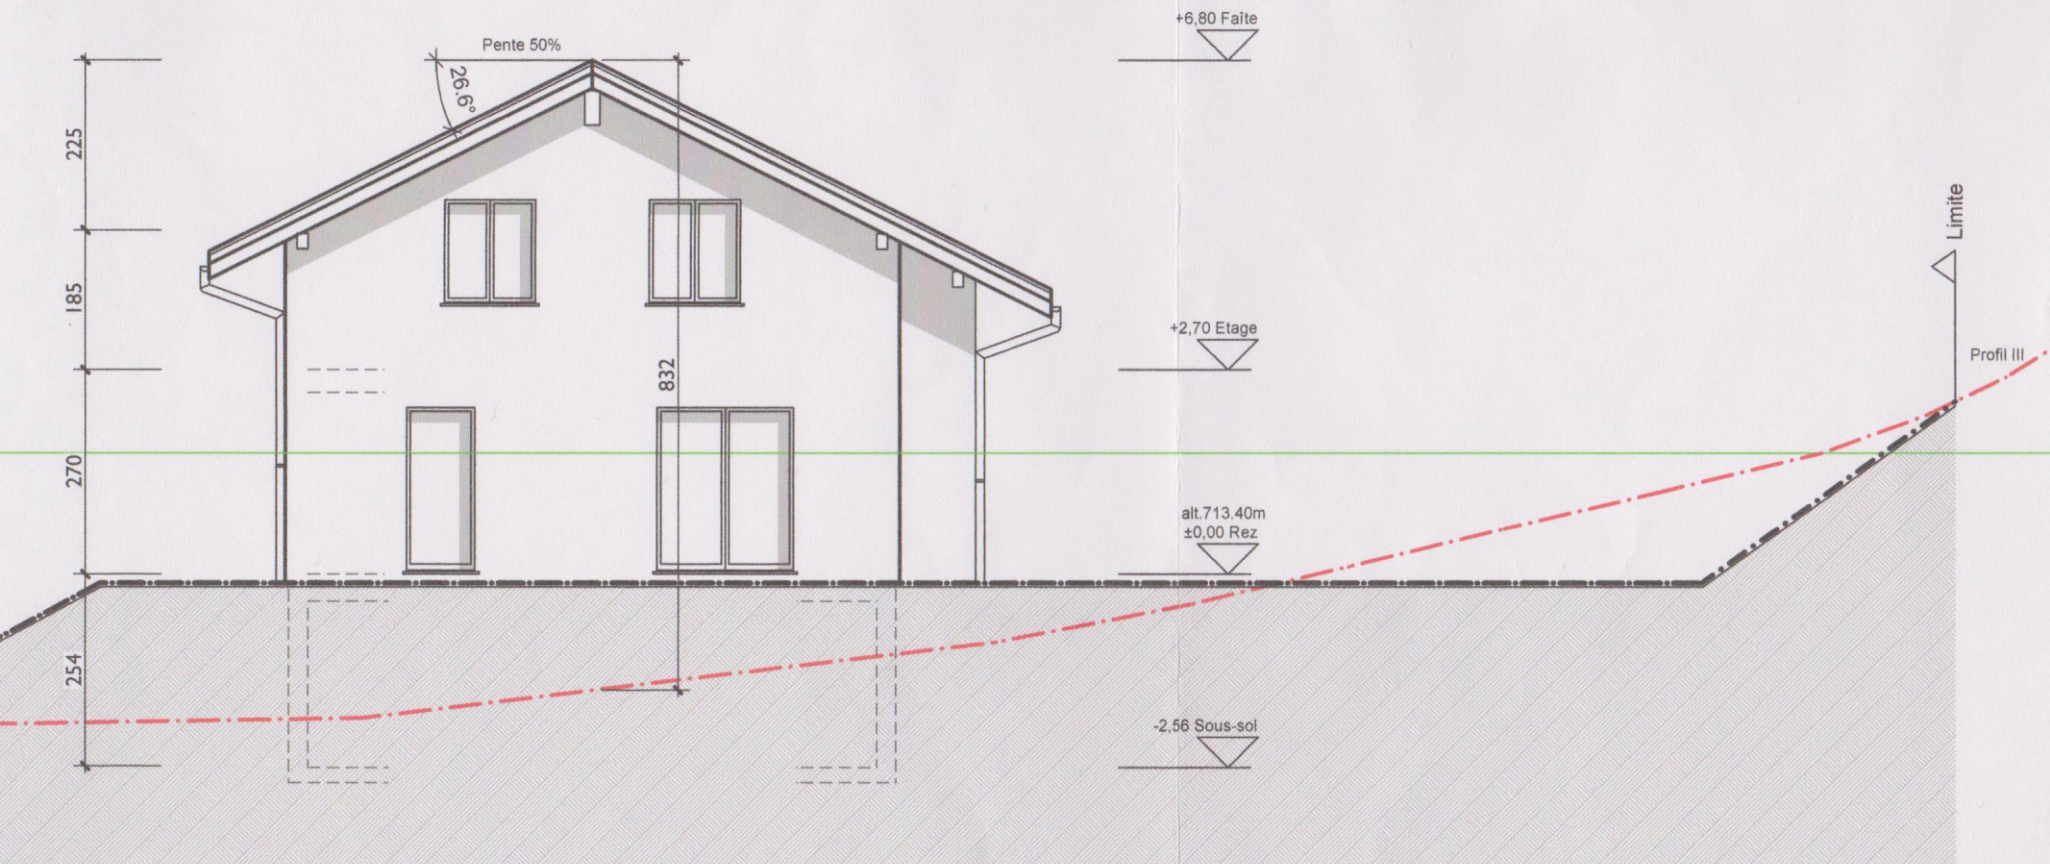 +6,80 Faîte
Pente 50%
26.6°
225
Limite
185
+2,70 Etage
Profil III
832
270
alt.713.40m
±0,00 Rez
254
-2,56 Sous-sol